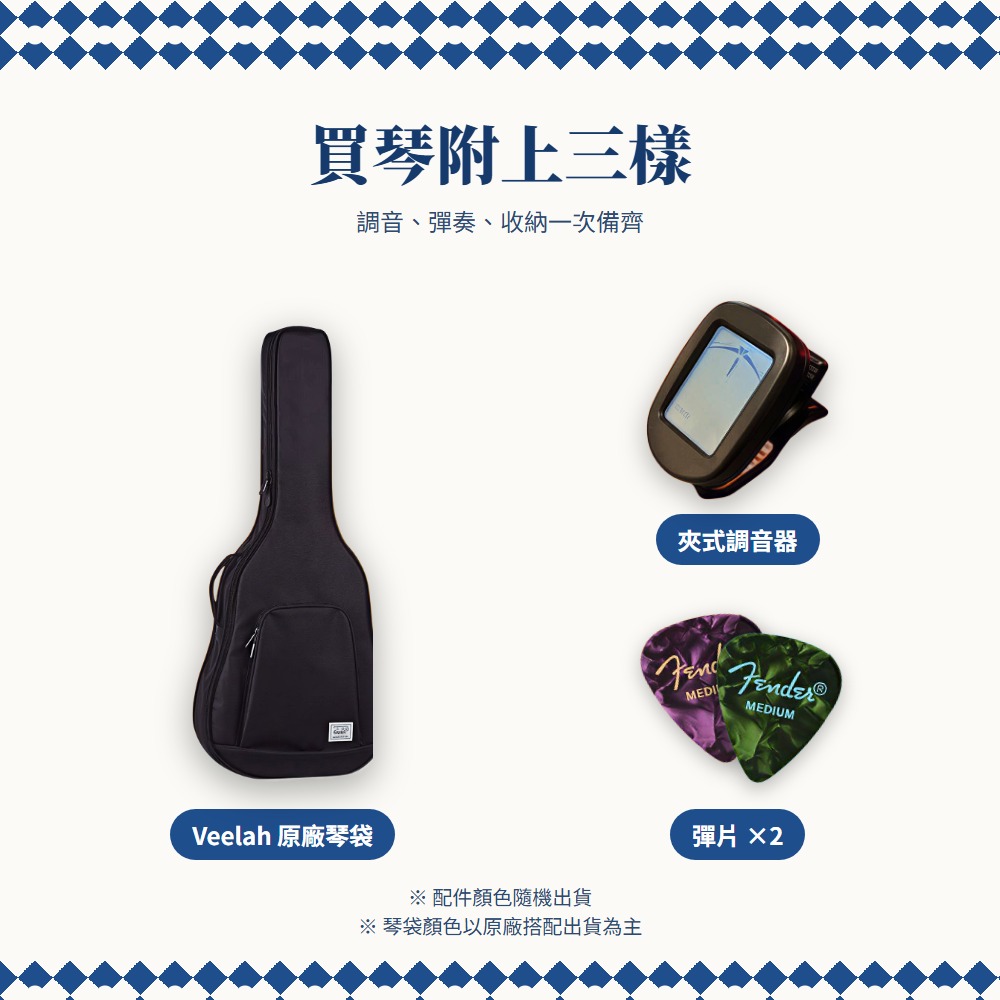 買琴附上三樣
調音、彈奏、收納一次備齊
夾式調音器
Fend
MEDIU
Fender®
MEDIUM
Veelah 原廠琴袋
彈片 ×2
※ 配件顏色隨機出貨
※ 琴袋顏色以原廠搭配出貨為主